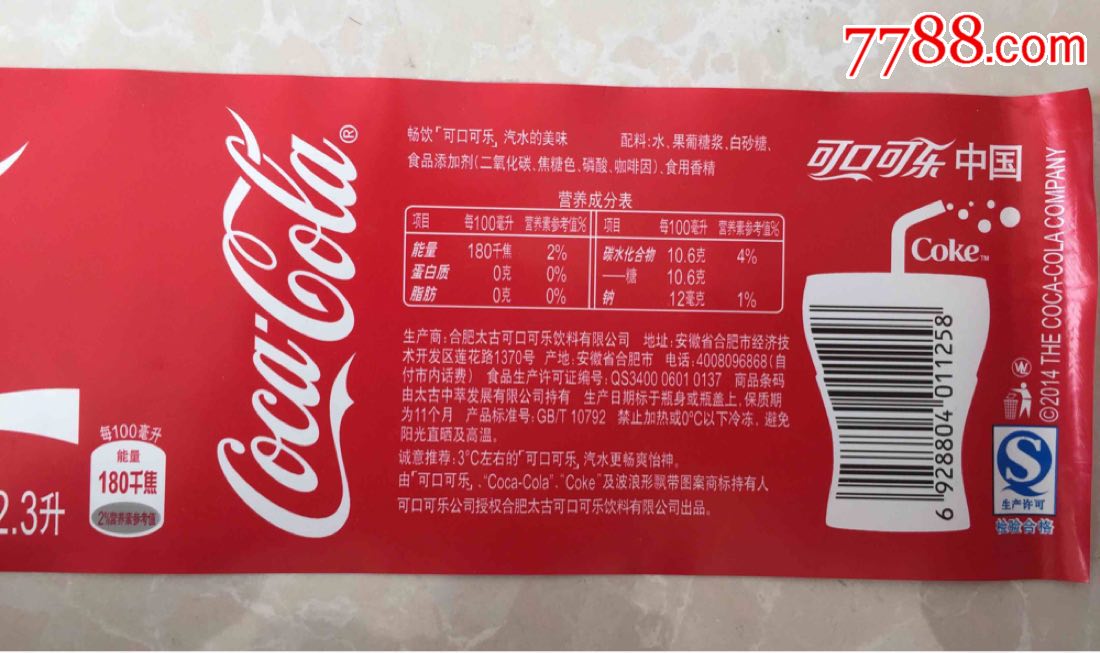 7788.com
畅饮「可口可乐」汽水的美味 配料:水、果葡糖浆、白砂糖、
食品添加剂(二氧化碳、焦糖色、磷酸、咖啡因)、食用香精
营养成分表
项目 每100毫升 营养素参考值% 项目 每100毫升 营养素参考值%
能量 180千焦 2% 碳水化合物 10.6克 4%
蛋白质 0克 0% ——糖 10.6克
脂肪 0克 0% 钠 12毫克 1%
生产商:合肥太古可口可乐饮料有限公司 地址:安徽省合肥市经济技
术开发区莲花路1370号 产地:安徽省合肥市 电话:4008096868(自
付市内话费) 食品生产许可证编号:QS3400 0601 0137 商品条码
由太古中萃发展有限公司持有 生产日期标于瓶身或瓶盖上,保质期
为11个月 产品标准号:GB/T 10792 禁止加热或0°C以下冷冻,避免
阳光直晒及高温。
诚意推荐:3°C左右的「可口可乐」汽水更畅爽怡神。
由「可口可乐」、"Coca-Cola"、"Coke"及波浪形飘带图案商标持有人
可口可乐公司授权合肥太古可口可乐饮料有限公司出品。
Coca-Cola®
每100毫升
能量
180千焦
2%营养素参考值
2.3升
可口可乐 中国
Coke™
6 928804 011258
©2014 THE COCA-COLA COMPANY
S
生产许可
检验合格